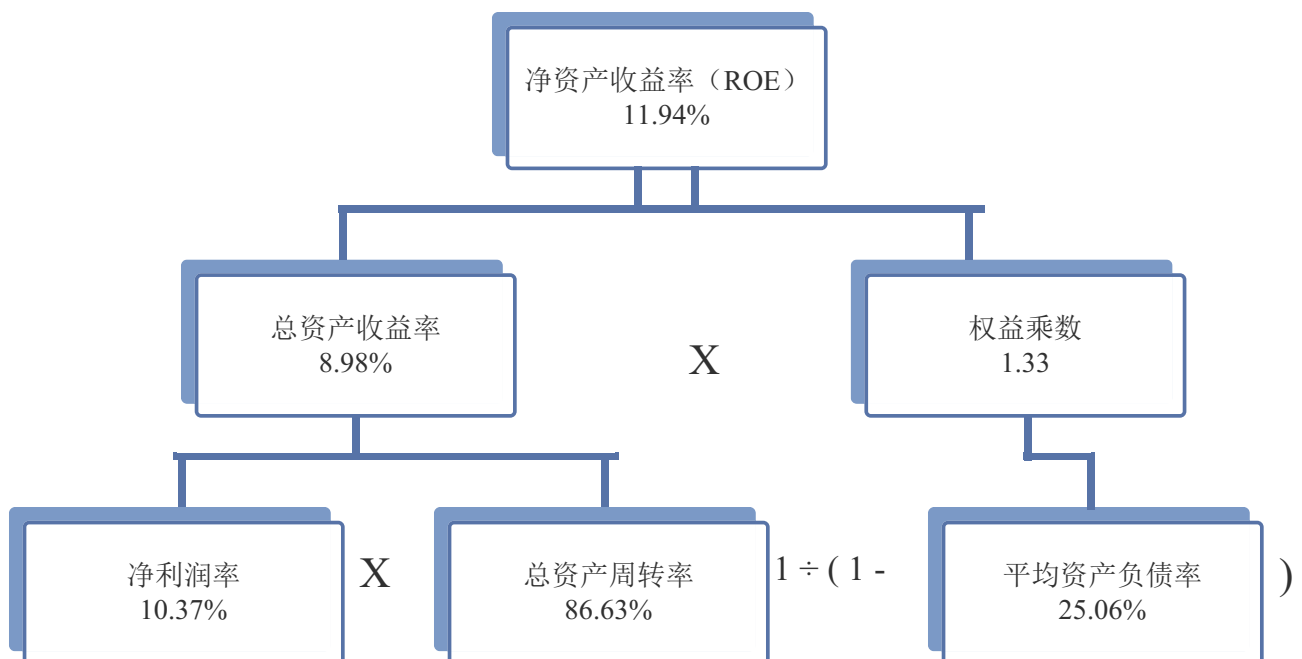 净资产收益率（ROE）
11.94%
总资产收益率
8.98%
X
权益乘数
1.33
净利润率
10.37%
X
总资产周转率
86.63%
1 ÷ ( 1 -
平均资产负债率
25.06%
)